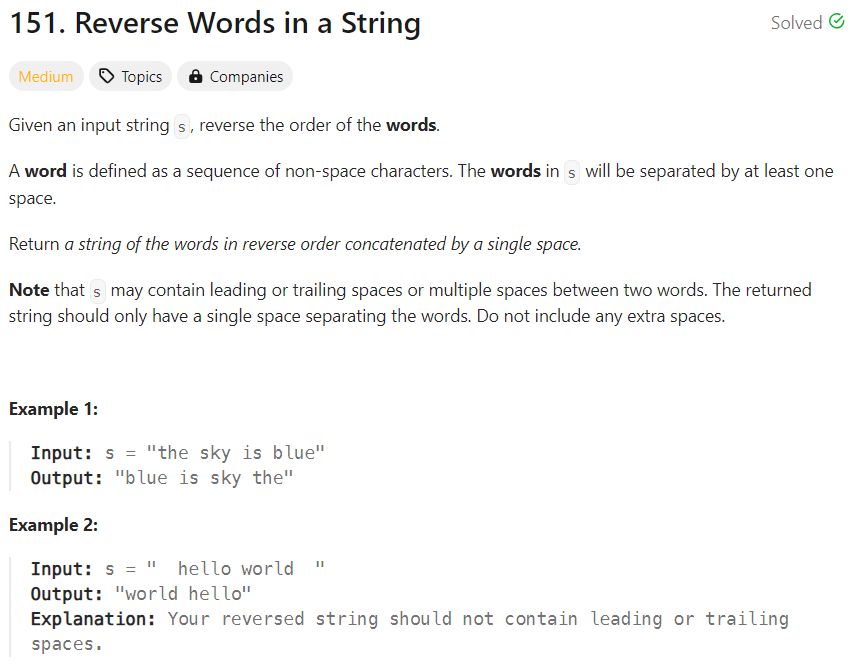 151. Reverse Words in a String
Solved
Medium
Topics
Companies
Given an input string s, reverse the order of the words.
A word is defined as a sequence of non-space characters. The words in s will be separated by at least one
space.
Return a string of the words in reverse order concatenated by a single space.
Note that s may contain leading or trailing spaces or multiple spaces between two words. The returned
string should only have a single space separating the words. Do not include any extra spaces.
Example 1:
Input: s = "the sky is blue"
Output: "blue is sky the"
Example 2:
Input: s = "  hello world  "
Output: "world hello"
Explanation: Your reversed string should not contain leading or trailing
spaces.